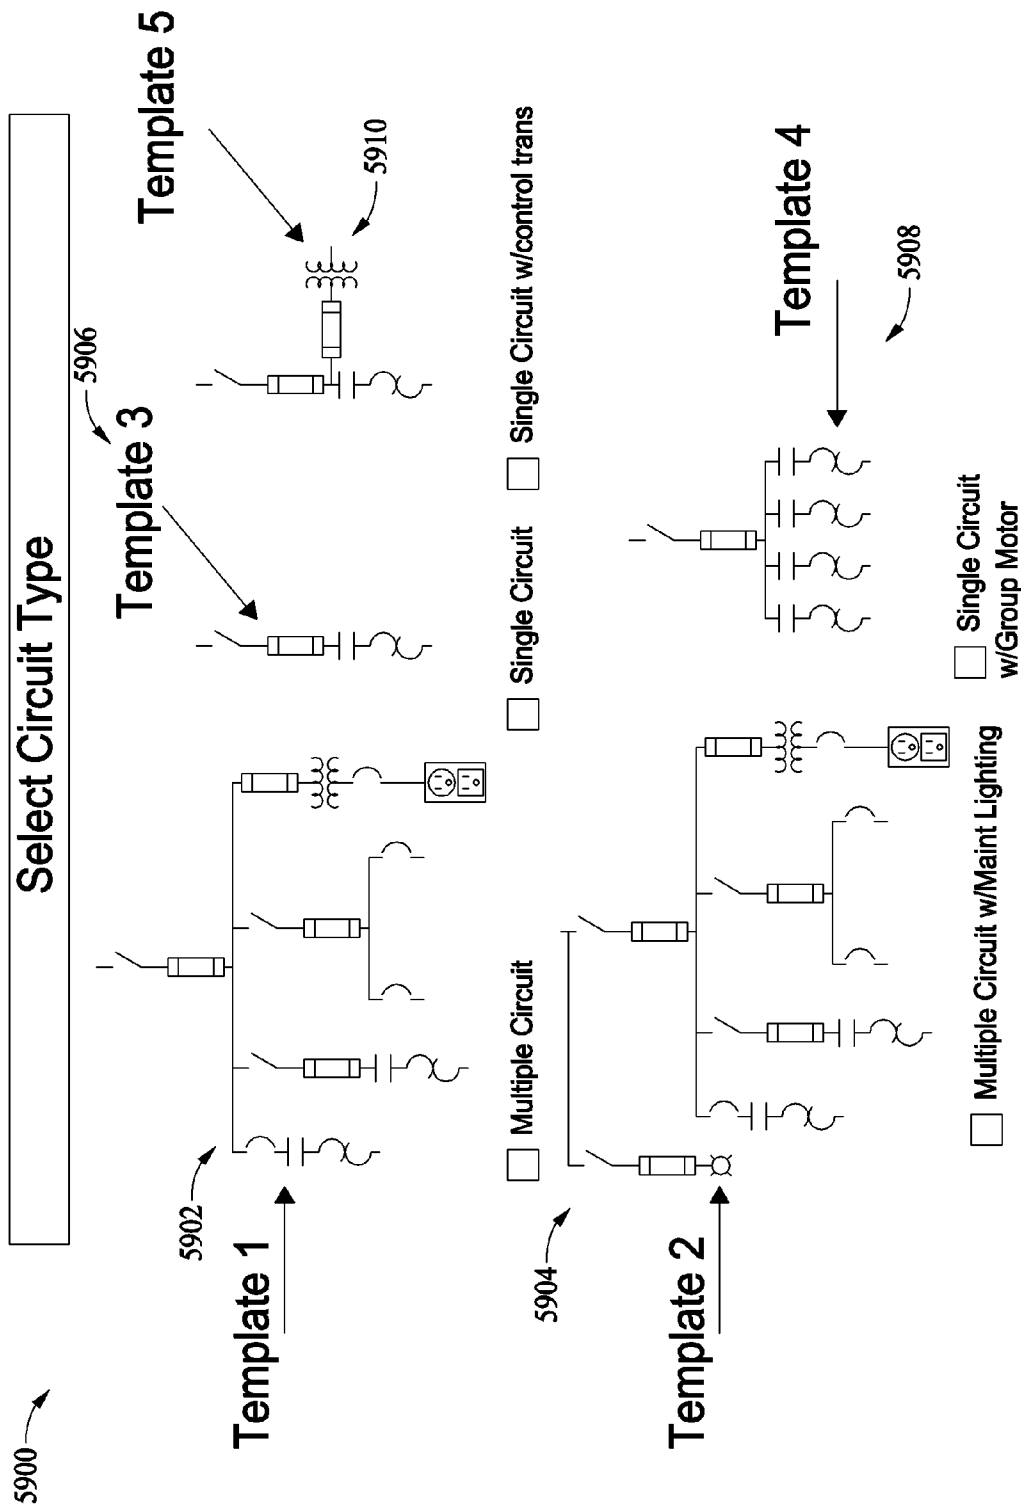 5900
Select Circuit Type
Template 1
5902
Template 3
5906
Template 5
5910
Multiple Circuit
Single Circuit
Single Circuit w/control trans
5904
Template 2
Template 4
5908
Multiple Circuit w/Maint Lighting
Single Circuit
w/Group Motor